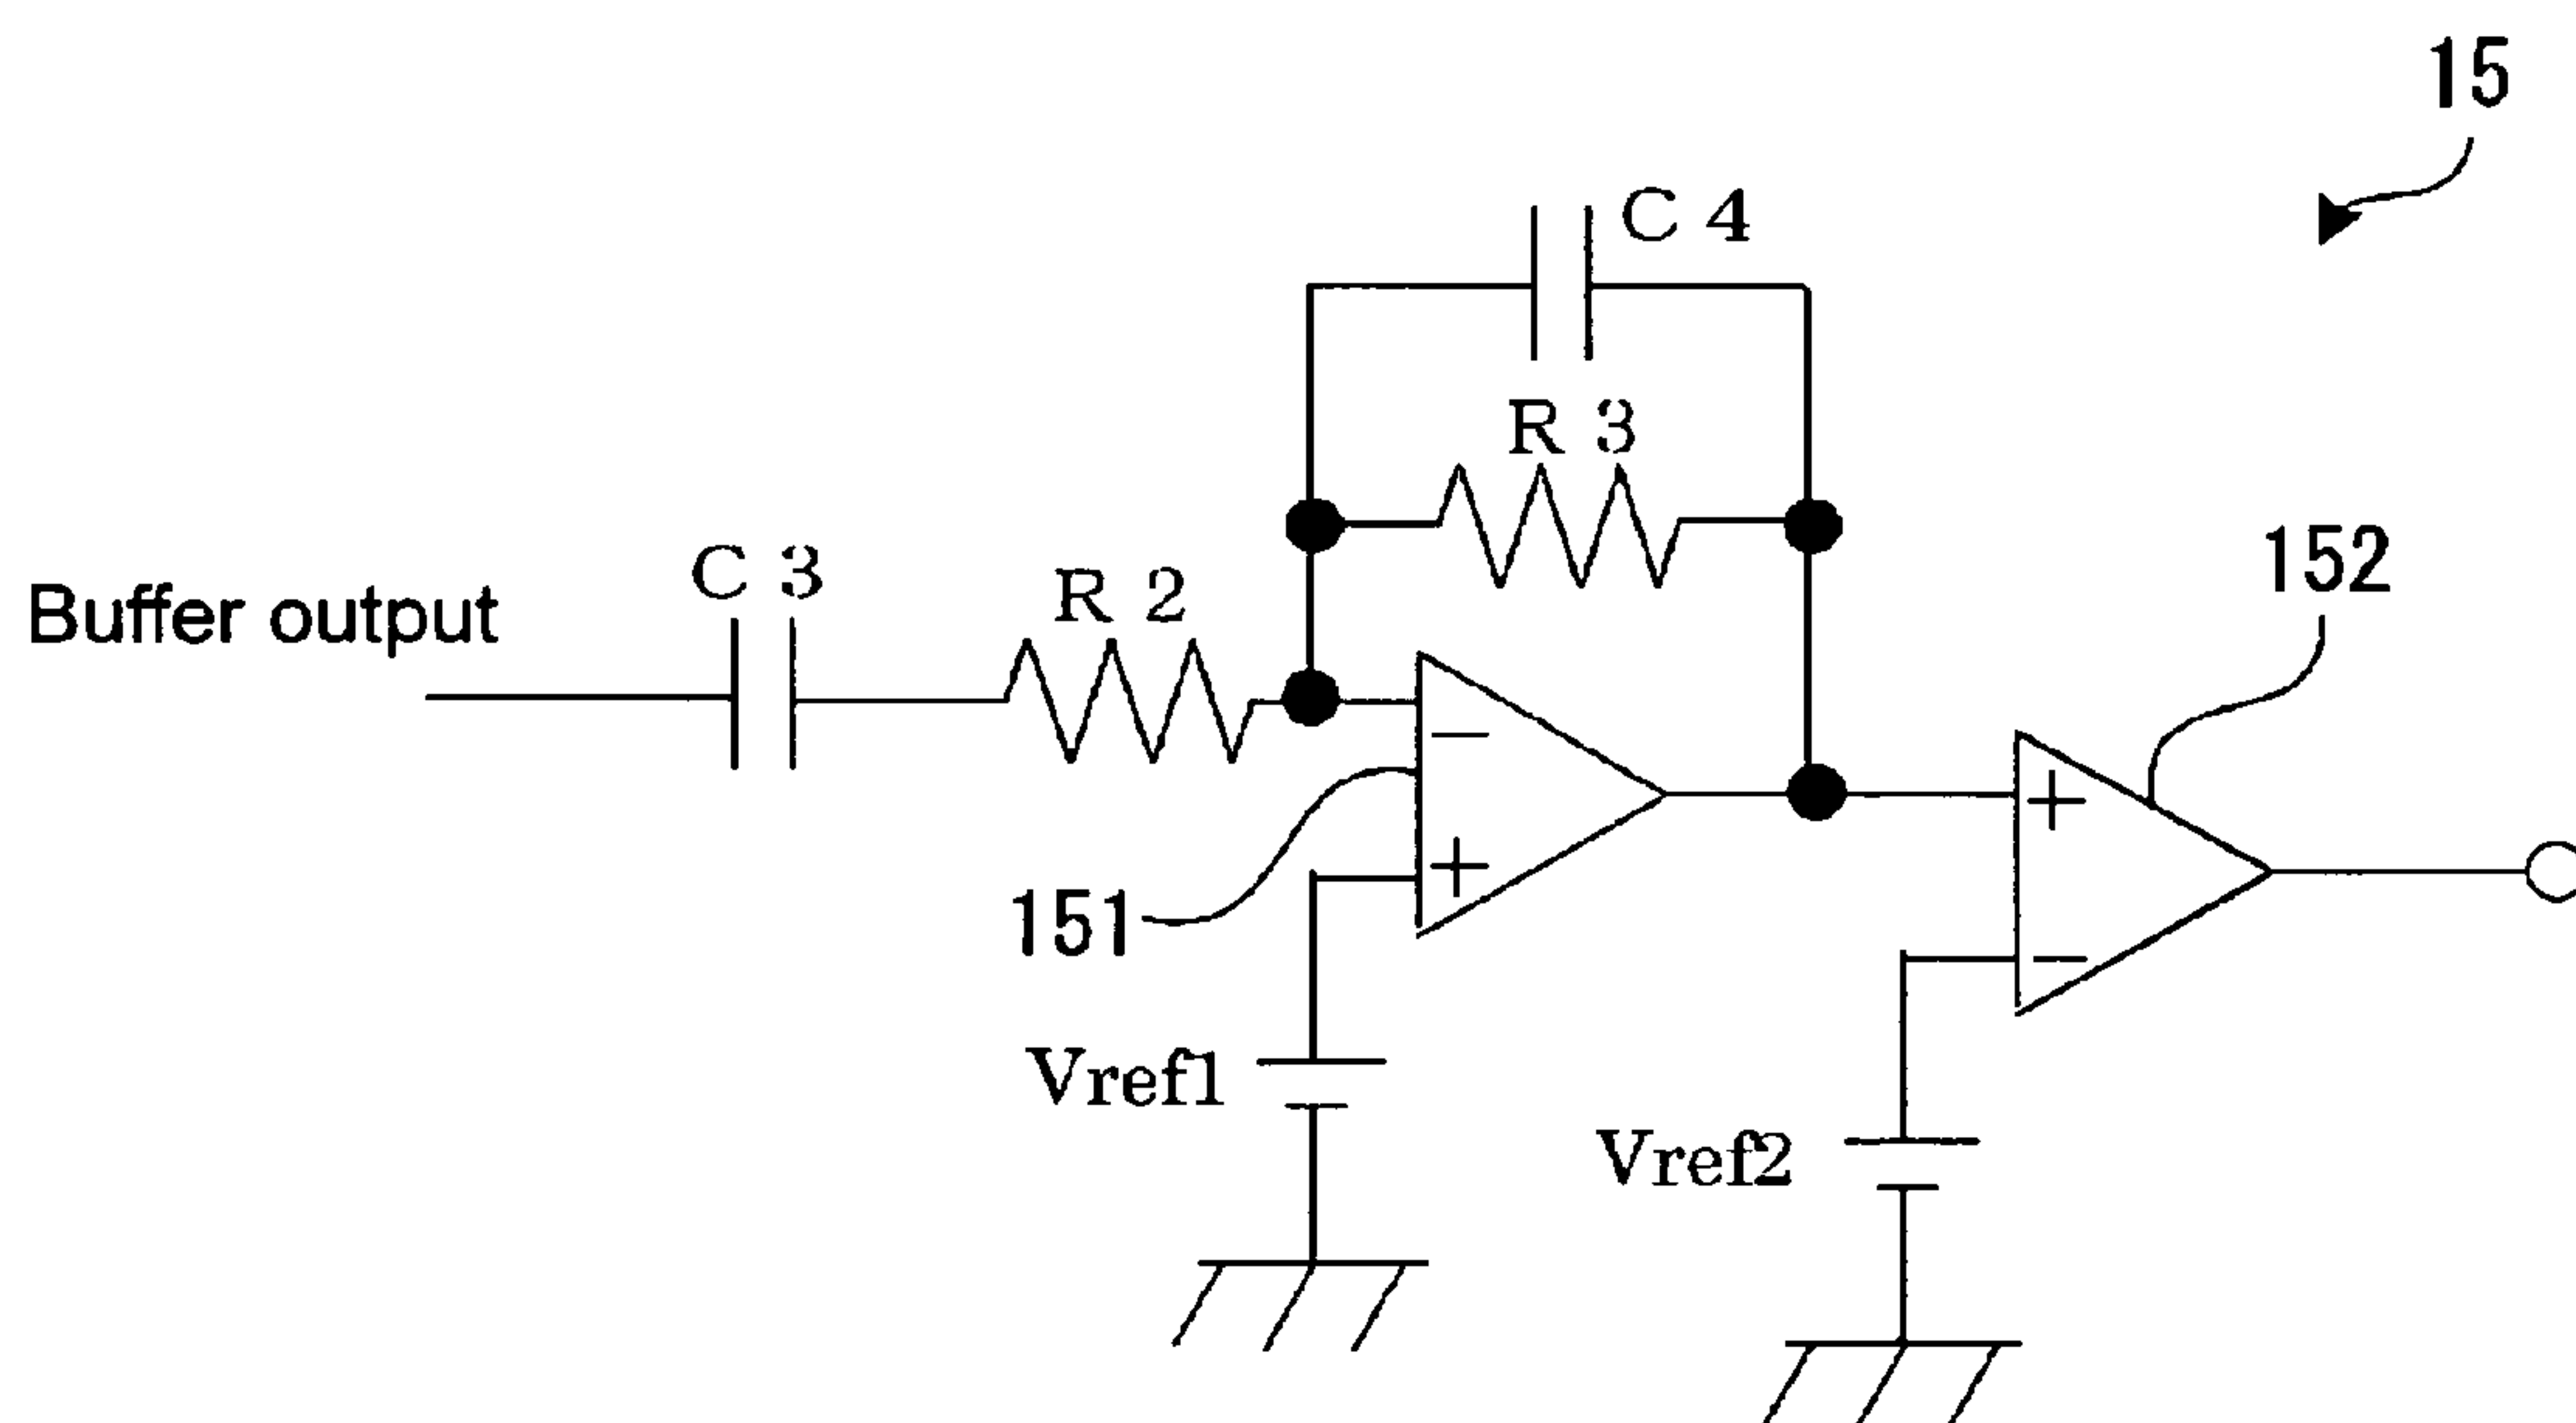 15
C 4
R 3
C 3
R 2
152
Buffer output
−
+
+
−
151
Vref1
Vref2